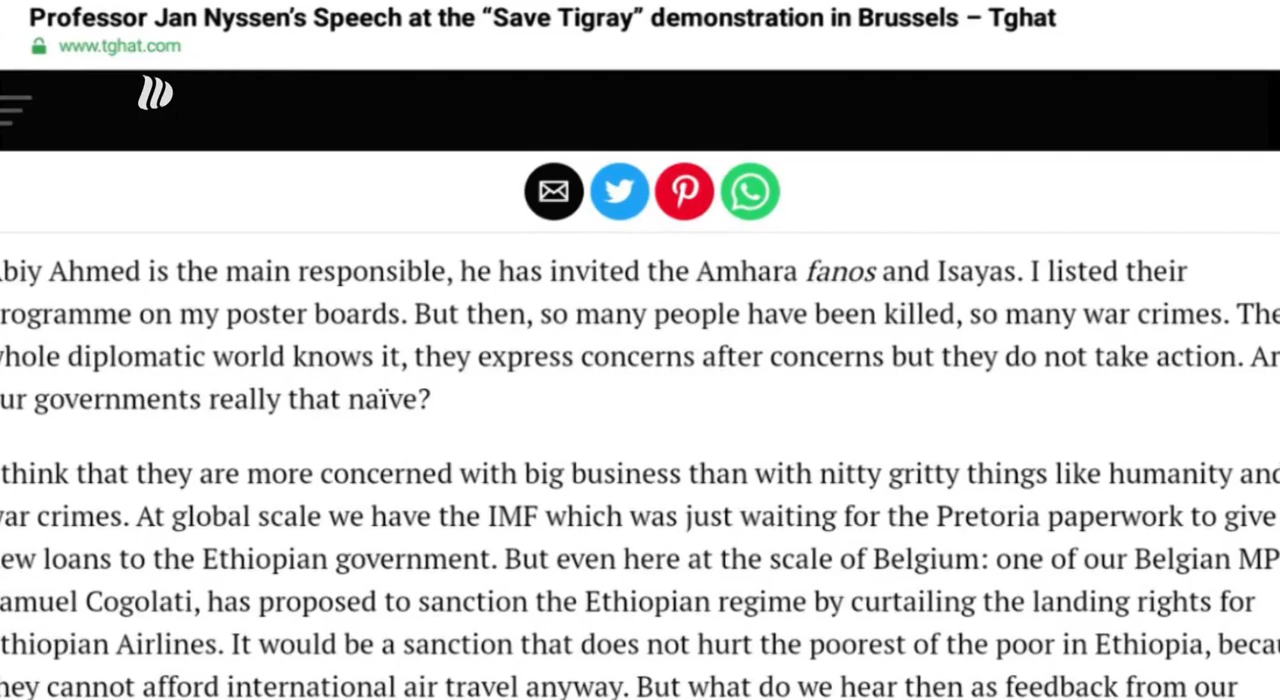 Professor Jan Nyssen’s Speech at the “Save Tigray” demonstration in Brussels – Tghat
www.tghat.com
biy Ahmed is the main responsible, he has invited the Amhara fanos and Isayas. I listed their
rogramme on my poster boards. But then, so many people have been killed, so many war crimes. The
hole diplomatic world knows it, they express concerns after concerns but they do not take action. Ar
ur governments really that naïve?
think that they are more concerned with big business than with nitty gritty things like humanity and
ar crimes. At global scale we have the IMF which was just waiting for the Pretoria paperwork to give
ew loans to the Ethiopian government. But even here at the scale of Belgium: one of our Belgian MP
amuel Cogolati, has proposed to sanction the Ethiopian regime by curtailing the landing rights for
thiopian Airlines. It would be a sanction that does not hurt the poorest of the poor in Ethiopia, becau
hey cannot afford international air travel anyway. But what do we hear then as feedback from our